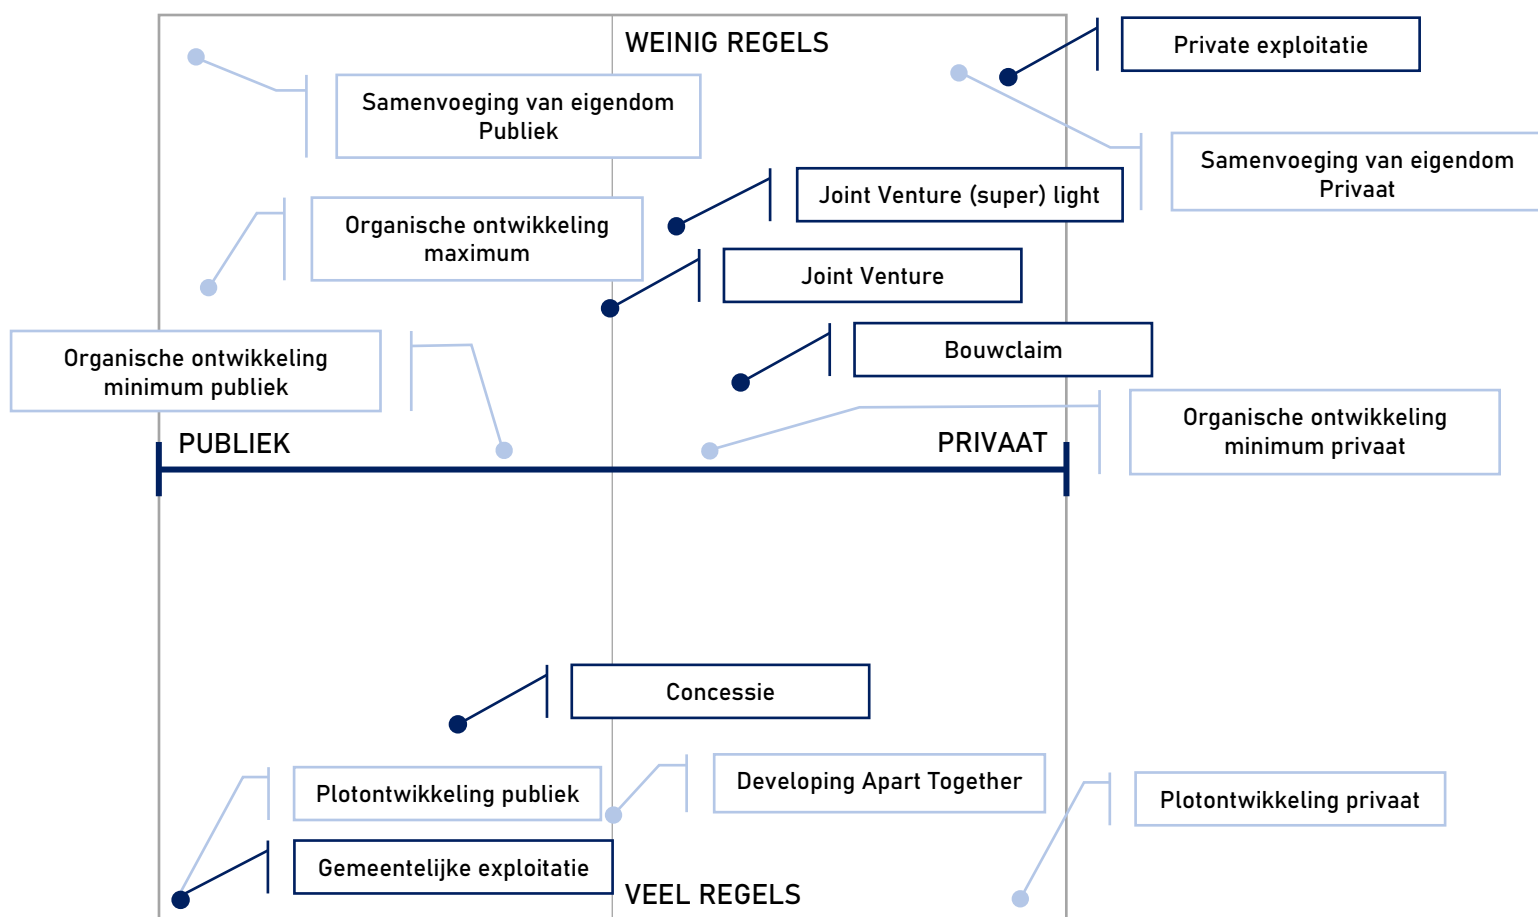 WEINIG REGELS
Private exploitatie
Samenvoeging van eigendom
Publiek
Samenvoeging van eigendom
Privaat
Joint Venture (super) light
Organische ontwikkeling
maximum
Joint Venture
Organische ontwikkeling
minimum publiek
Bouwclaim
Organische ontwikkeling
minimum privaat
PUBLIEK
PRIVAAT
Concessie
Plotontwikkeling publiek
Developing Apart Together
Plotontwikkeling privaat
Gemeentelijke exploitatie
VEEL REGELS